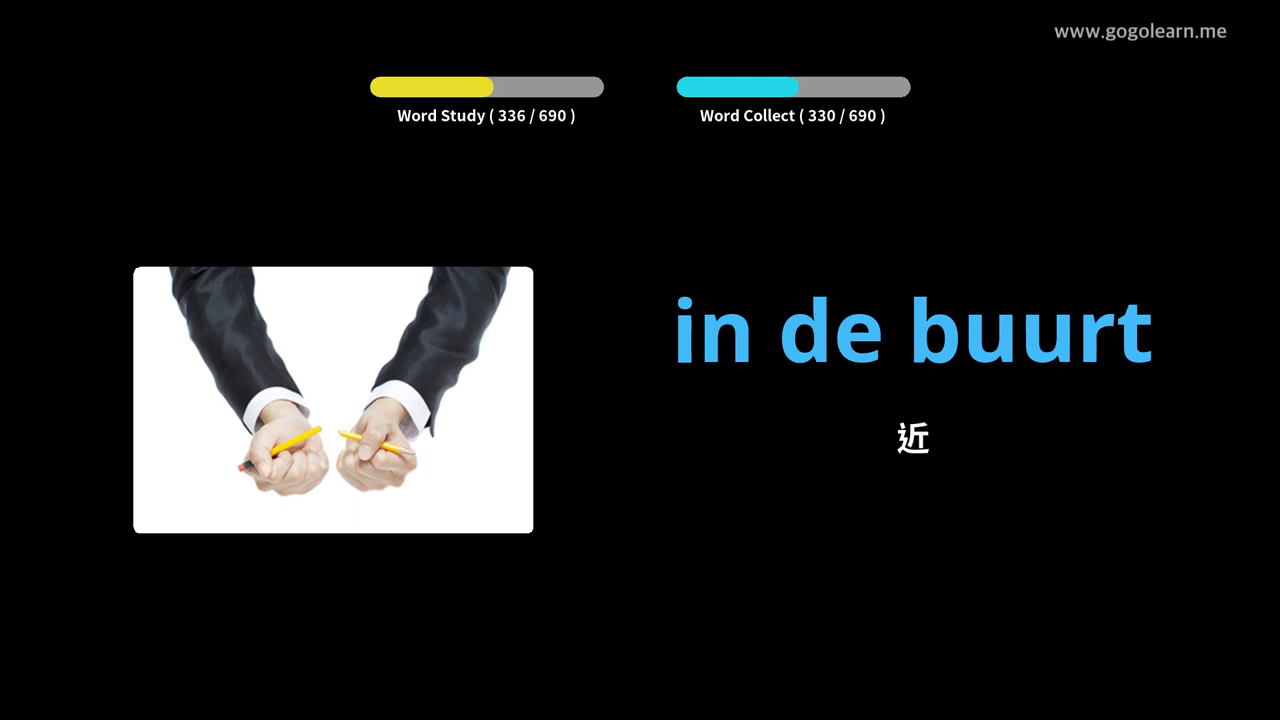 www.gogolearn.me
Word Study ( 336 / 690 )
Word Collect ( 330 / 690 )
in de buurt
近